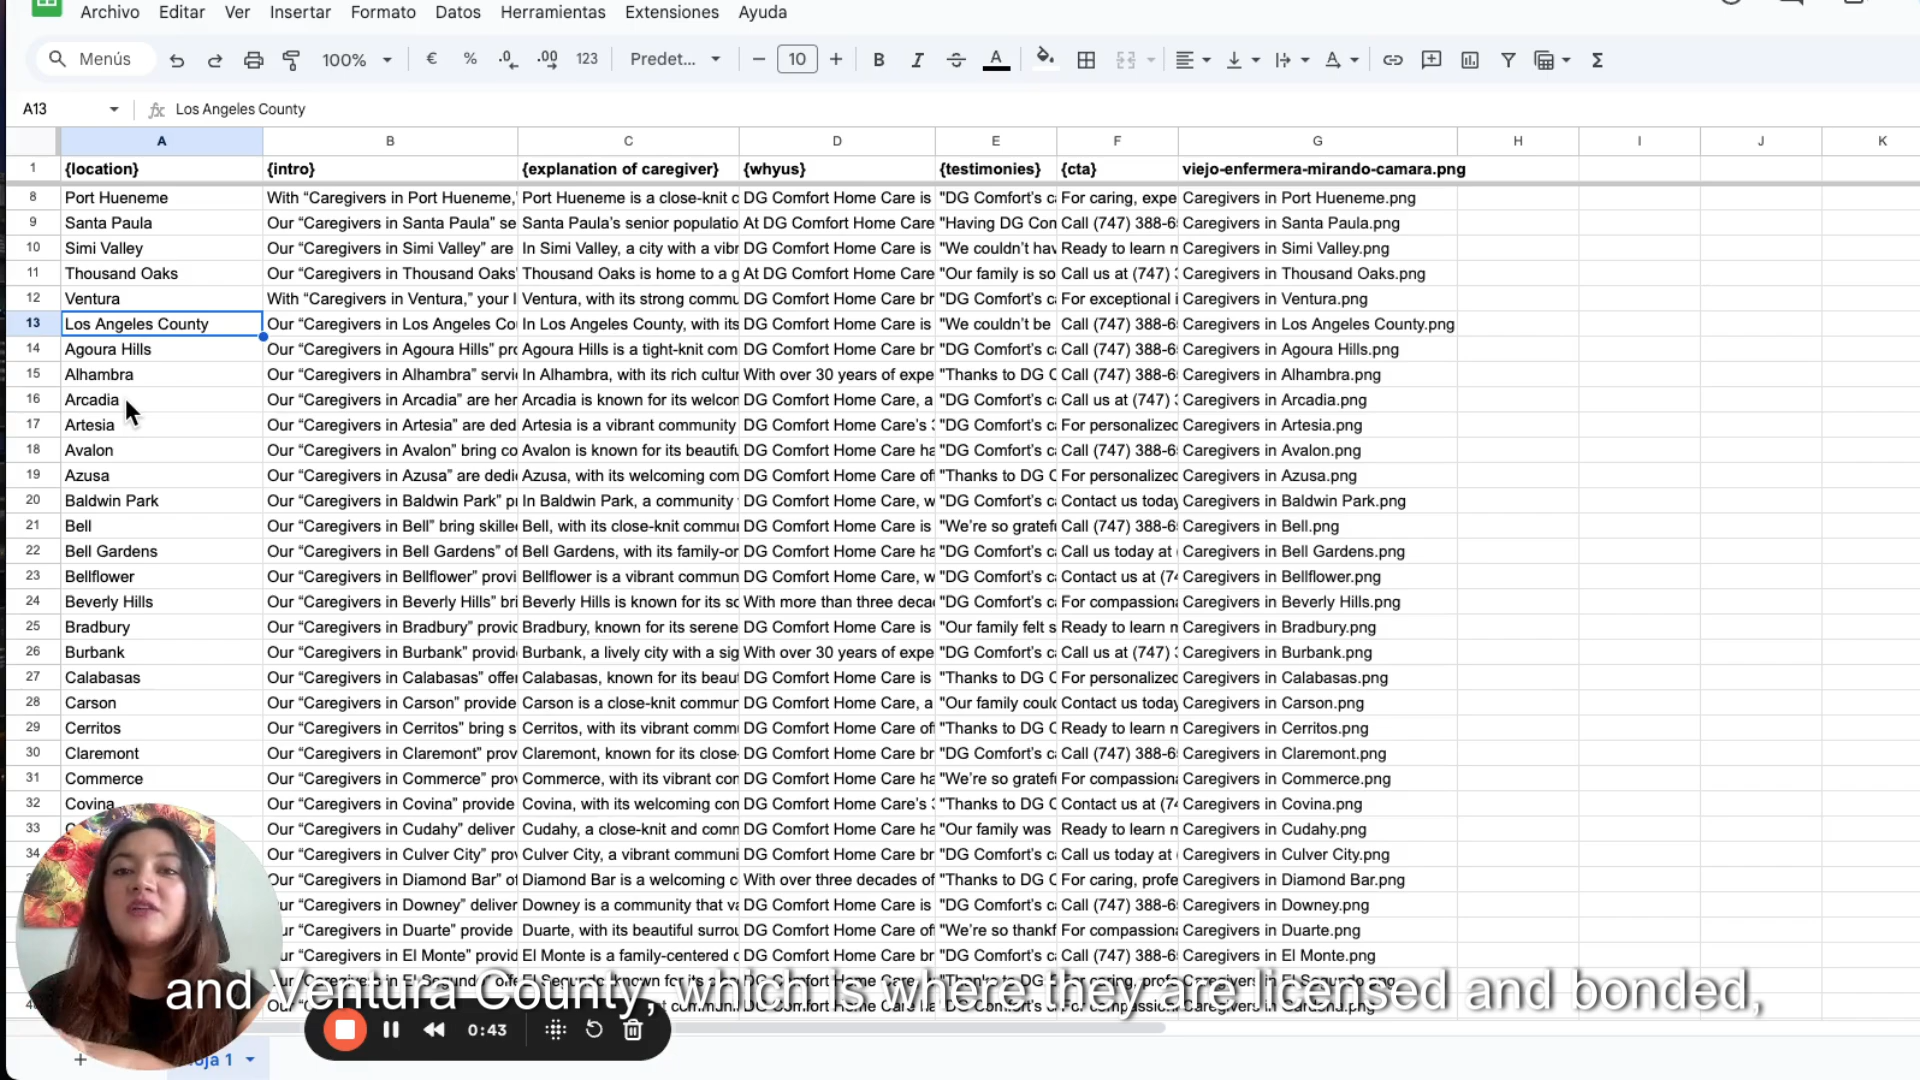 Archivo Editar Ver Insertar Formato Datos Herramientas Extensiones Ayuda
Menús 100% € % .0 .00 123 Predet... 10 B I A
A13 Los Angeles County
A B C D E F G H I J K
1 {location} {intro} {explanation of caregiver} {whyus} {testimonies} {cta} viejo-enfermera-mirando-camara.png
8 Port Hueneme With “Caregivers in Port Hueneme, Port Hueneme is a close-knit c DG Comfort Home Care is "DG Comfort’s c For caring, expe Caregivers in Port Hueneme.png
9 Santa Paula Our “Caregivers in Santa Paula” se Santa Paula’s senior populatio At DG Comfort Home Care "Having DG Con Call (747) 388-6 Caregivers in Santa Paula.png
10 Simi Valley Our “Caregivers in Simi Valley” are In Simi Valley, a city with a vibr DG Comfort Home Care is "We couldn’t hav Ready to learn m Caregivers in Simi Valley.png
11 Thousand Oaks Our “Caregivers in Thousand Oaks” Thousand Oaks is home to a g At DG Comfort Home Care "Our family is so Call us at (747) Caregivers in Thousand Oaks.png
12 Ventura With “Caregivers in Ventura,” your l Ventura, with its strong commu DG Comfort Home Care br "DG Comfort’s c For exceptional i Caregivers in Ventura.png
13 Los Angeles County Our “Caregivers in Los Angeles Co In Los Angeles County, with its DG Comfort Home Care is "We couldn’t be Call (747) 388-6 Caregivers in Los Angeles County.png
14 Agoura Hills Our “Caregivers in Agoura Hills” pro Agoura Hills is a tight-knit com DG Comfort Home Care br "DG Comfort’s c Call (747) 388-6 Caregivers in Agoura Hills.png
15 Alhambra Our “Caregivers in Alhambra” servi In Alhambra, with its rich cultur With over 30 years of expe "Thanks to DG C Call (747) 388-6 Caregivers in Alhambra.png
16 Arcadia Our “Caregivers in Arcadia” are her Arcadia is known for its welcon DG Comfort Home Care, a "DG Comfort’s c Call us at (747) Caregivers in Arcadia.png
17 Artesia Our “Caregivers in Artesia” are ded Artesia is a vibrant community DG Comfort Home Care’s "DG Comfort’s c For personalized Caregivers in Artesia.png
18 Avalon Our “Caregivers in Avalon” bring co Avalon is known for its beautifu DG Comfort Home Care ha "DG Comfort’s c Call (747) 388-6 Caregivers in Avalon.png
19 Azusa Our “Caregivers in Azusa” are dedi Azusa, with its welcoming com DG Comfort Home Care of "Thanks to DG C For personalized Caregivers in Azusa.png
20 Baldwin Park Our “Caregivers in Baldwin Park” p In Baldwin Park, a community DG Comfort Home Care, w "DG Comfort’s c Contact us today Caregivers in Baldwin Park.png
21 Bell Our “Caregivers in Bell” bring skille Bell, with its close-knit commu DG Comfort Home Care is "We’re so gratef Call (747) 388-6 Caregivers in Bell.png
22 Bell Gardens Our “Caregivers in Bell Gardens” of Bell Gardens, with its family-or DG Comfort Home Care ha "DG Comfort’s c Call us today at Caregivers in Bell Gardens.png
23 Bellflower Our “Caregivers in Bellflower” provi Bellflower is a vibrant commun DG Comfort Home Care, w "DG Comfort’s c Contact us at (74 Caregivers in Bellflower.png
24 Beverly Hills Our “Caregivers in Beverly Hills” bri Beverly Hills is known for its sc With more than three deca "DG Comfort’s c For compassiona Caregivers in Beverly Hills.png
25 Bradbury Our “Caregivers in Bradbury” provic Bradbury, known for its serene DG Comfort Home Care is "Our family felt s Ready to learn m Caregivers in Bradbury.png
26 Burbank Our “Caregivers in Burbank” provid Burbank, a lively city with a sig With over 30 years of expe "DG Comfort’s c Call us at (747) Caregivers in Burbank.png
27 Calabasas Our “Caregivers in Calabasas” offer Calabasas, known for its beau DG Comfort Home Care is "Thanks to DG C For personalized Caregivers in Calabasas.png
28 Carson Our “Caregivers in Carson” provide Carson is a close-knit commur DG Comfort Home Care, a "Our family coul Contact us today Caregivers in Carson.png
29 Cerritos Our “Caregivers in Cerritos” bring s Cerritos, with its vibrant comm DG Comfort Home Care of "Thanks to DG C Ready to learn m Caregivers in Cerritos.png
30 Claremont Our “Caregivers in Claremont” prov Claremont, known for its close- DG Comfort Home Care br "DG Comfort’s c Call (747) 388-6 Caregivers in Claremont.png
31 Commerce Our “Caregivers in Commerce” prov Commerce, with its vibrant con DG Comfort Home Care ha "We’re so gratef For compassiona Caregivers in Commerce.png
32 Covina Our “Caregivers in Covina” provide Covina, with its welcoming con DG Comfort Home Care’s "Thanks to DG C Contact us at (74 Caregivers in Covina.png
33 Our “Caregivers in Cudahy” deliver Cudahy, a close-knit and comn DG Comfort Home Care ha "Our family was Ready to learn m Caregivers in Cudahy.png
34 Our “Caregivers in Culver City” prov Culver City, a vibrant communi DG Comfort Home Care br "DG Comfort’s c Call us today at Caregivers in Culver City.png
Our “Caregivers in Diamond Bar” of Diamond Bar is a welcoming c With over three decades of "Thanks to DG C For caring, profe Caregivers in Diamond Bar.png
ur “Caregivers in Downey” deliver Downey is a community that va DG Comfort Home Care is "DG Comfort’s c Call (747) 388-6 Caregivers in Downey.png
ur “Caregivers in Duarte” provide Duarte, with its beautiful surrou DG Comfort Home Care of "We’re so thankf For compassiona Caregivers in Duarte.png
ur “Caregivers in El Monte” provid El Monte is a family-centered c DG Comfort Home Care br "DG Comfort’s c Call (747) 388-6 Caregivers in El Monte.png
and Ventura County, which is where they are licensed and bonded,
0:43
Hoja 1